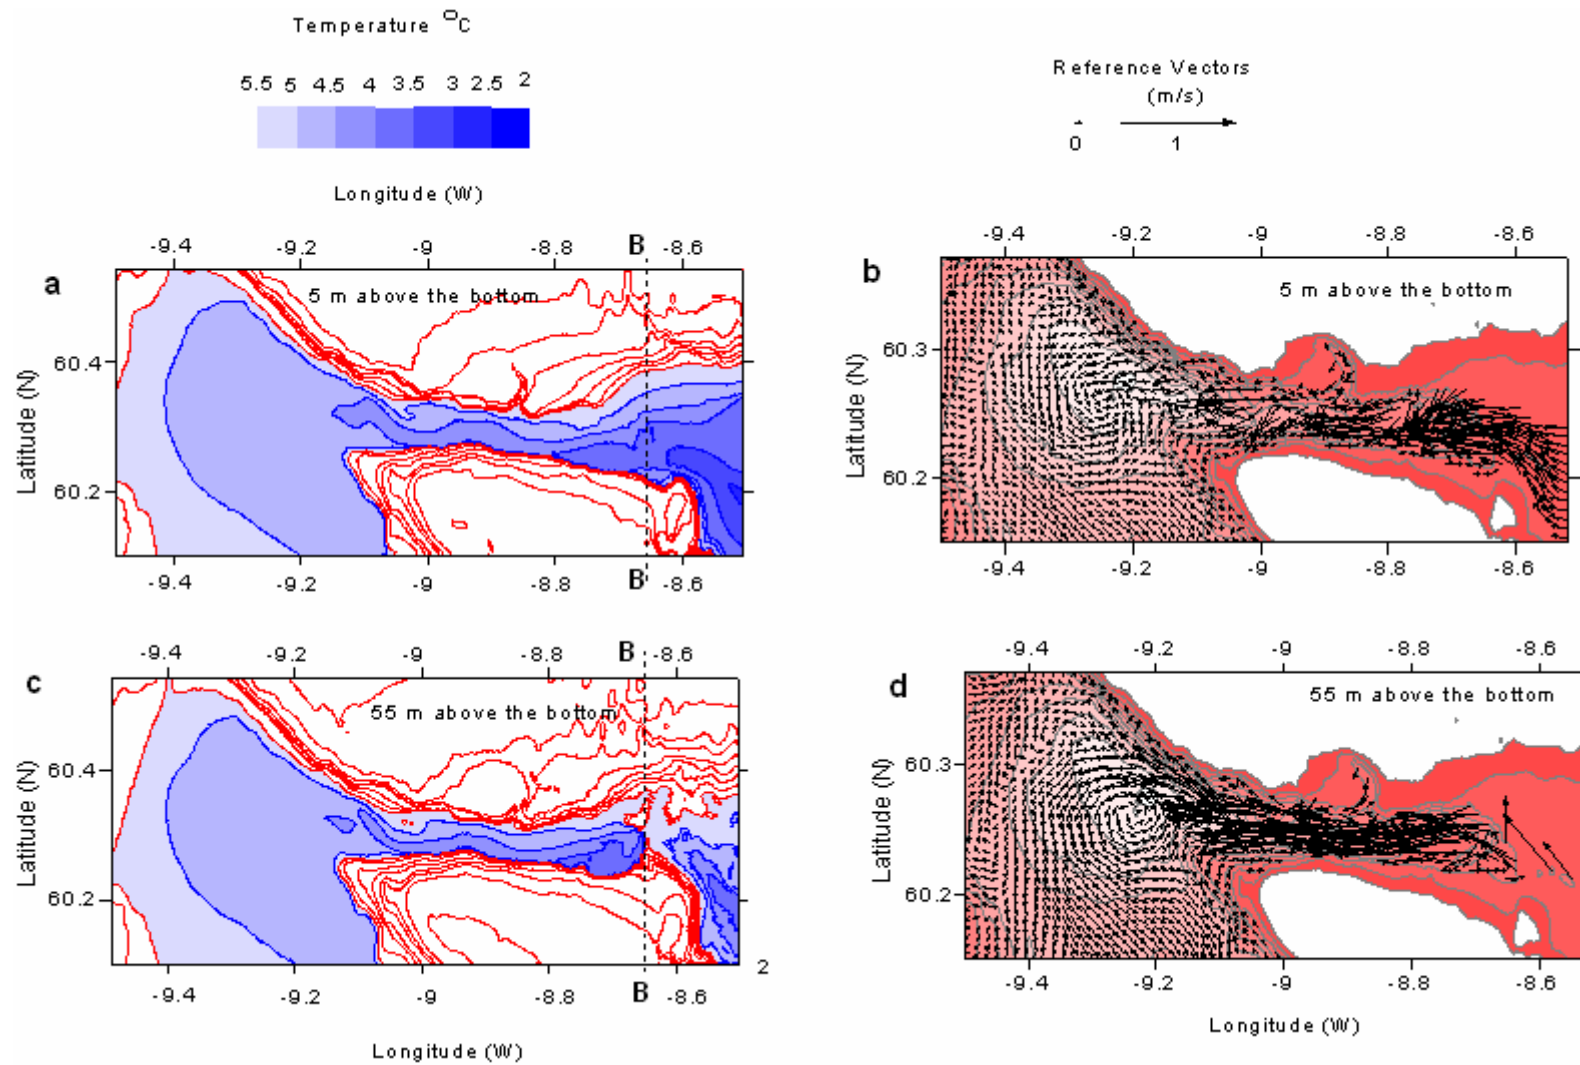 Temperature °C
5.5 5 4.5 4 3.5 3 2.5 2
Reference Vectors
(m/s)
0 1
Longitude (W)
-9.4 -9.2 -9 -8.8 B -8.6
a
5 m above the bottom
Latitude (N)
60.4
60.2
-9.4 -9.2 -9 -8.8 B -8.6
-9.4 -9.2 -9 -8.8 -8.6
b
5 m above the bottom
Latitude (N)
60.3
60.2
-9.4 -9.2 -9 -8.8 -8.6
-9.4 -9.2 -9 -8.8 B -8.6
c
55 m above the bottom
Latitude (N)
60.4
60.2
2
-9.4 -9.2 -9 -8.8 B -8.6
Longitude (W)
-9.4 -9.2 -9 -8.8 -8.6
d
55 m above the bottom
Latitude (N)
60.3
60.2
-9.4 -9.2 -9 -8.8 -8.6
Longitude (W)